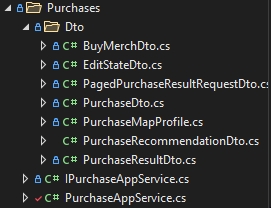 Purchases
Dto
C# BuyMerchDto.cs
C# EditStateDto.cs
C# PagedPurchaseResultRequestDto.cs
C# PurchaseDto.cs
C# PurchaseMapProfile.cs
C# PurchaseRecommendationDto.cs
C# PurchaseResultDto.cs
C# IPurchaseAppService.cs
C# PurchaseAppService.cs